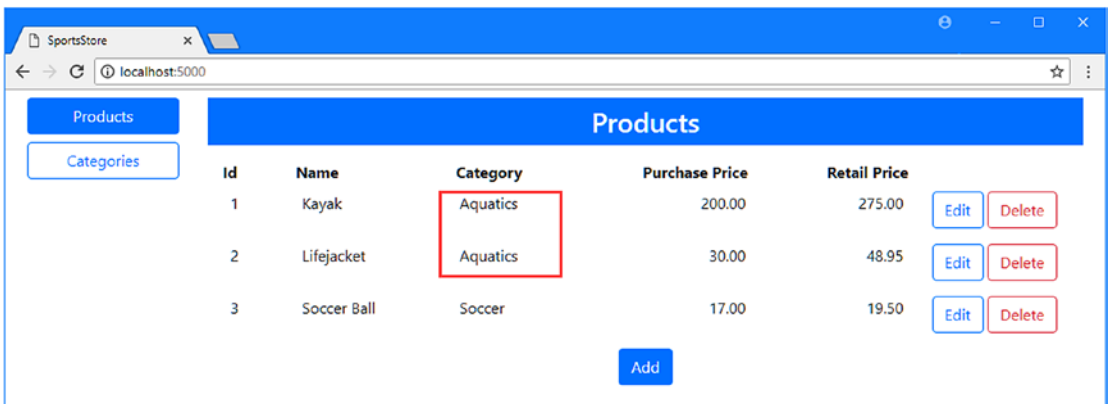 SportsStore
localhost:5000
Products Products
Categories
Id Name Category Purchase Price Retail Price
1 Kayak Aquatics 200.00 275.00 Edit Delete
2 Lifejacket Aquatics 30.00 48.95 Edit Delete
3 Soccer Ball Soccer 17.00 19.50 Edit Delete
Add